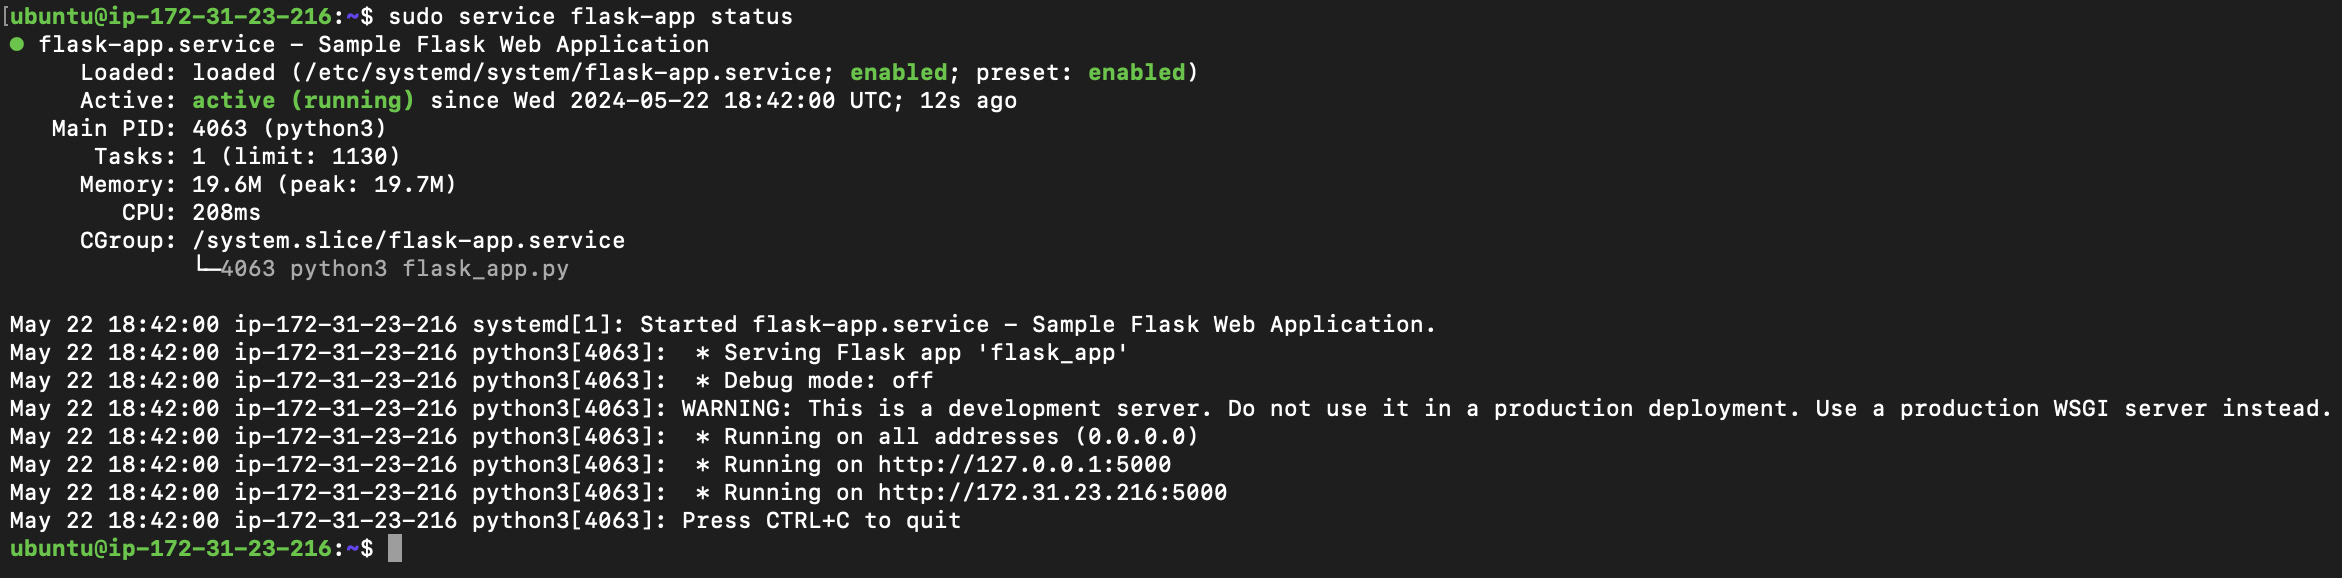 [ubuntu@ip-172-31-23-216:~$ sudo service flask-app status
● flask-app.service – Sample Flask Web Application
     Loaded: loaded (/etc/systemd/system/flask-app.service; enabled; preset: enabled)
     Active: active (running) since Wed 2024-05-22 18:42:00 UTC; 12s ago
   Main PID: 4063 (python3)
      Tasks: 1 (limit: 1130)
     Memory: 19.6M (peak: 19.7M)
        CPU: 208ms
     CGroup: /system.slice/flask-app.service
             └─4063 python3 flask_app.py

May 22 18:42:00 ip-172-31-23-216 systemd[1]: Started flask-app.service – Sample Flask Web Application.
May 22 18:42:00 ip-172-31-23-216 python3[4063]:  * Serving Flask app 'flask_app'
May 22 18:42:00 ip-172-31-23-216 python3[4063]:  * Debug mode: off
May 22 18:42:00 ip-172-31-23-216 python3[4063]: WARNING: This is a development server. Do not use it in a production deployment. Use a production WSGI server instead.
May 22 18:42:00 ip-172-31-23-216 python3[4063]:  * Running on all addresses (0.0.0.0)
May 22 18:42:00 ip-172-31-23-216 python3[4063]:  * Running on http://127.0.0.1:5000
May 22 18:42:00 ip-172-31-23-216 python3[4063]:  * Running on http://172.31.23.216:5000
May 22 18:42:00 ip-172-31-23-216 python3[4063]: Press CTRL+C to quit
ubuntu@ip-172-31-23-216:~$